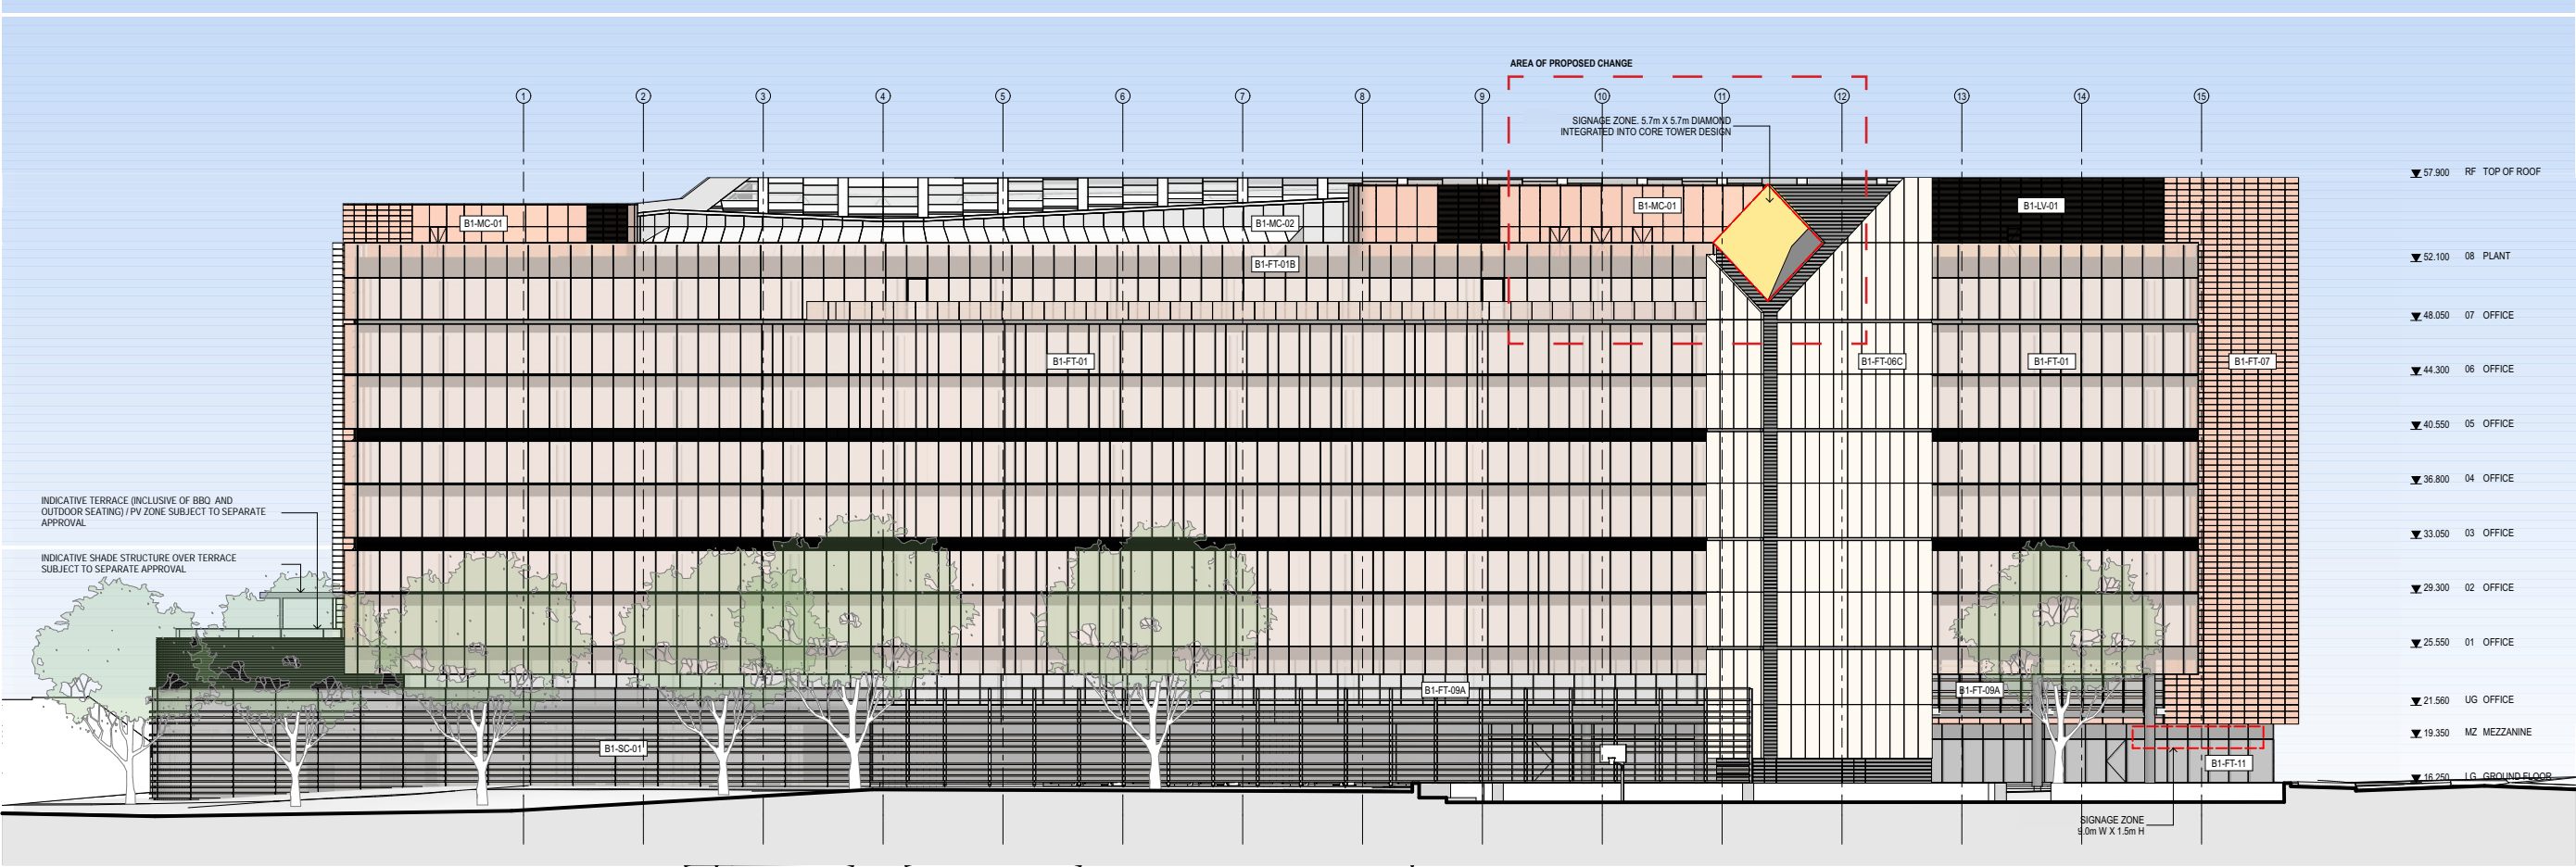 AREA OF PROPOSED CHANGE
1 2 3 4 5 6 7 8 9 10 11 12 13 14 15
SIGNAGE ZONE. 5.7m X 5.7m DIAMOND
INTEGRATED INTO CORE TOWER DESIGN
57.900 RF TOP OF ROOF
B1-MC-01
B1-MC-02
B1-MC-01
B1-LV-01
52.100 08 PLANT
B1-FT-01B
48.050 07 OFFICE
B1-FT-01
B1-FT-06C
B1-FT-01
B1-FT-07
44.300 06 OFFICE
40.550 05 OFFICE
36.800 04 OFFICE
INDICATIVE TERRACE (INCLUSIVE OF BBQ AND
OUTDOOR SEATING) / PV ZONE SUBJECT TO SEPARATE
APPROVAL
33.050 03 OFFICE
INDICATIVE SHADE STRUCTURE OVER TERRACE
SUBJECT TO SEPARATE APPROVAL
29.300 02 OFFICE
25.550 01 OFFICE
B1-FT-09A
B1-FT-09A
21.560 UG OFFICE
19.350 MZ MEZZANINE
B1-SC-01
B1-FT-11
16.250 LG GROUND FLOOR
SIGNAGE ZONE
9.0m W X 1.5m H